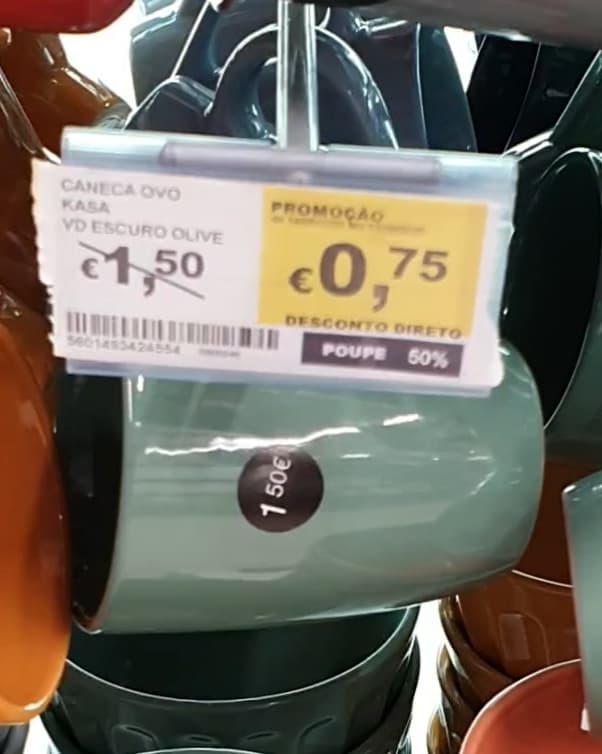 CANECA OVO
KASA
VD ESCURO OLIVE
€1,50
5601493424554
PROMOÇÃO
€0,75
DESCONTO DIRETO
POUPE 50%
1 50€